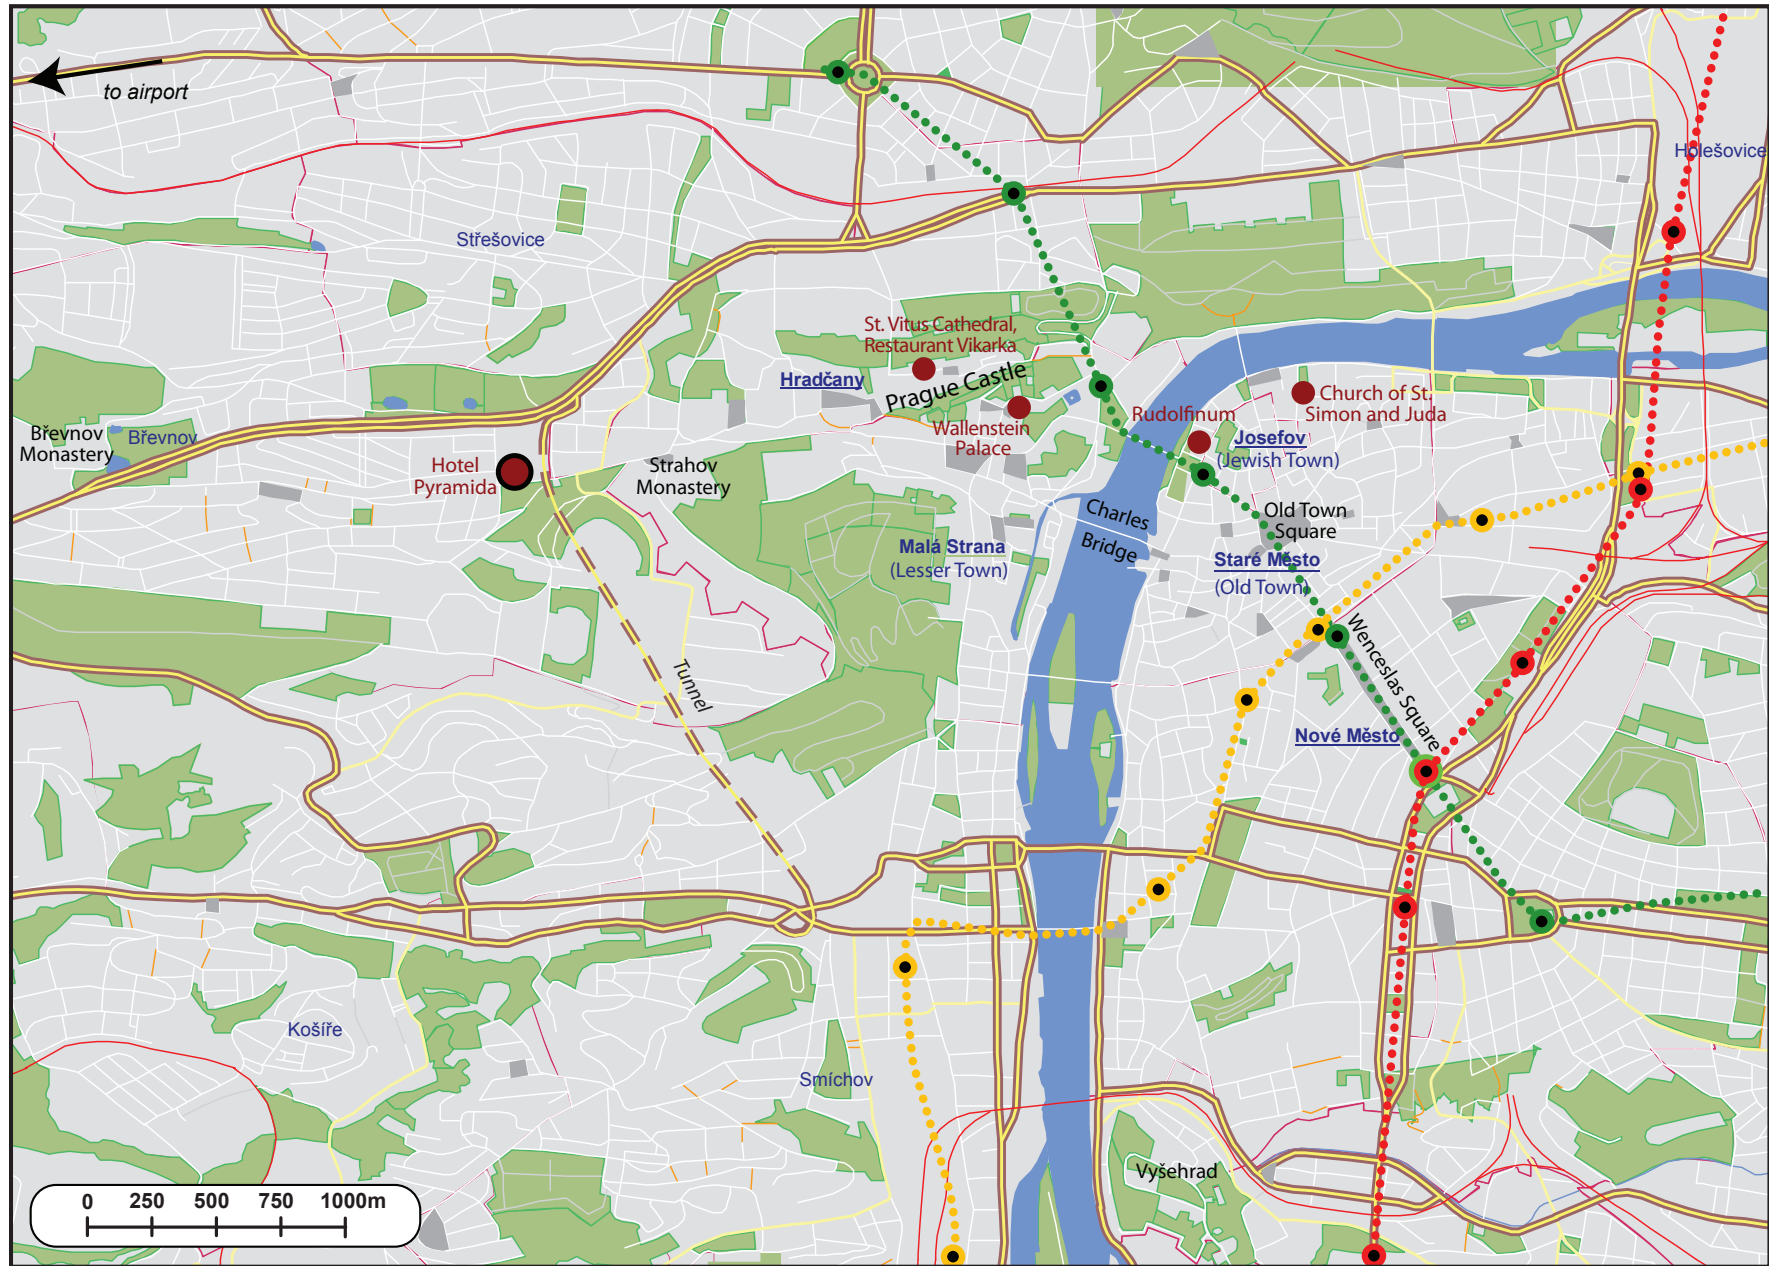 to airport
Holešovice
Střešovice
St. Vitus Cathedral,
Restaurant Vikarka
Hradčany
Prague Castle
Wallenstein
Palace
Rudolfinum
Church of St.
Simon and Juda
Josefov
(Jewish Town)
Břevnov
Monastery
Břevnov
Hotel
Pyramida
Strahov
Monastery
Charles
Bridge
Old Town
Square
Malá Strana
(Lesser Town)
Staré Město
(Old Town)
Wenceslas Square
Tunnel
Nové Město
Košíře
Smíchov
Vyšehrad
0 250 500 750 1000m